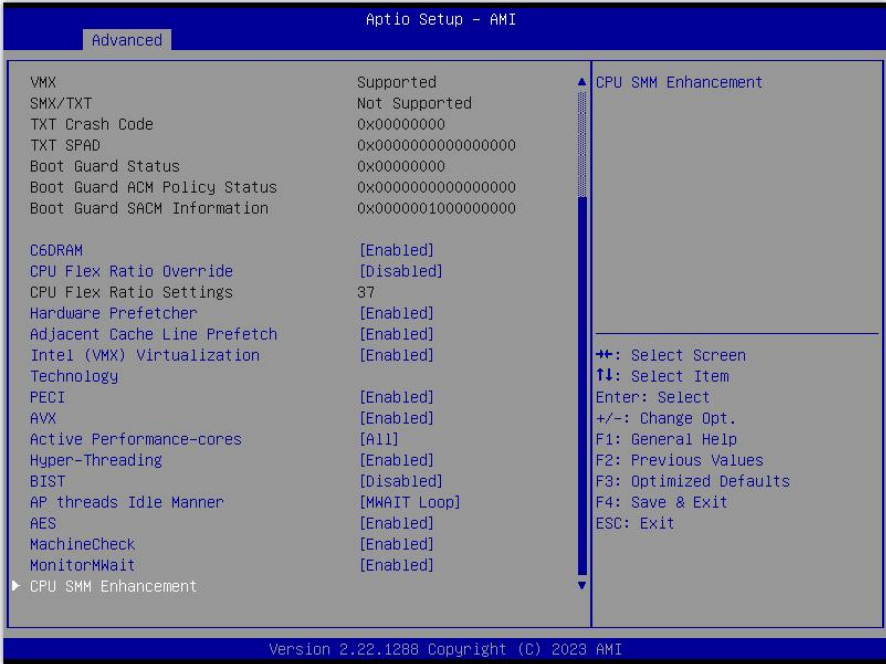 Aptio Setup – AMI
Advanced
VMX Supported
SMX/TXT Not Supported
TXT Crash Code 0x00000000
TXT SPAD 0x0000000000000000
Boot Guard Status 0x00000000
Boot Guard ACM Policy Status 0x0000000000000000
Boot Guard SACM Information 0x0000001000000000
C6DRAM [Enabled]
CPU Flex Ratio Override [Disabled]
CPU Flex Ratio Settings 37
Hardware Prefetcher [Enabled]
Adjacent Cache Line Prefetch [Enabled]
Intel (VMX) Virtualization [Enabled]
Technology
PECI [Enabled]
AVX [Enabled]
Active Performance-cores [All]
Hyper-Threading [Enabled]
BIST [Disabled]
AP threads Idle Manner [MWAIT Loop]
AES [Enabled]
MachineCheck [Enabled]
MonitorMWait [Enabled]
CPU SMM Enhancement
CPU SMM Enhancement
→←: Select Screen
↑↓: Select Item
Enter: Select
+/-: Change Opt.
F1: General Help
F2: Previous Values
F3: Optimized Defaults
F4: Save & Exit
ESC: Exit
Version 2.22.1288 Copyright (C) 2023 AMI